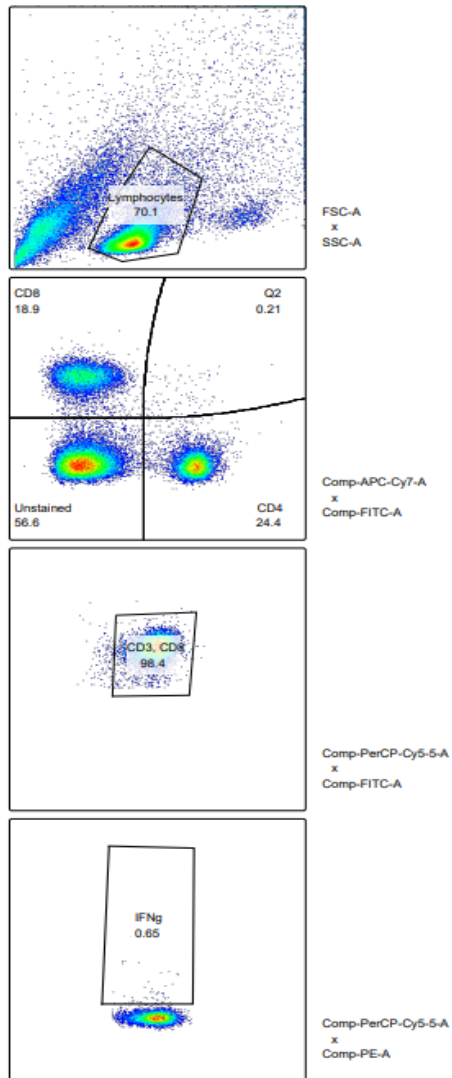 Lymphocytes
70.1
FSC-A
x
SSC-A
CD8
18.9
Q2
0.21
Unstained
56.6
CD4
24.4
Comp-APC-Cy7-A
x
Comp-FITC-A
CD3, CD8
98.4
Comp-PerCP-Cy5-5-A
x
Comp-FITC-A
IFNg
0.65
Comp-PerCP-Cy5-5-A
x
Comp-PE-A